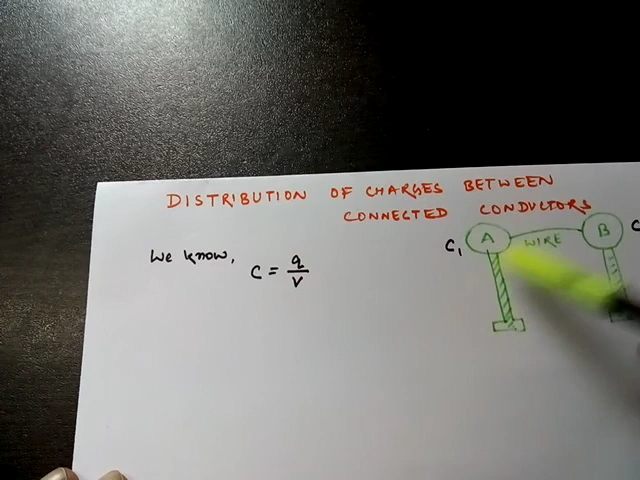 DISTRIBUTION OF CHARGES BETWEEN
CONNECTED CONDUCTORS
We know, C = q/V
C₁ A WIRE B C